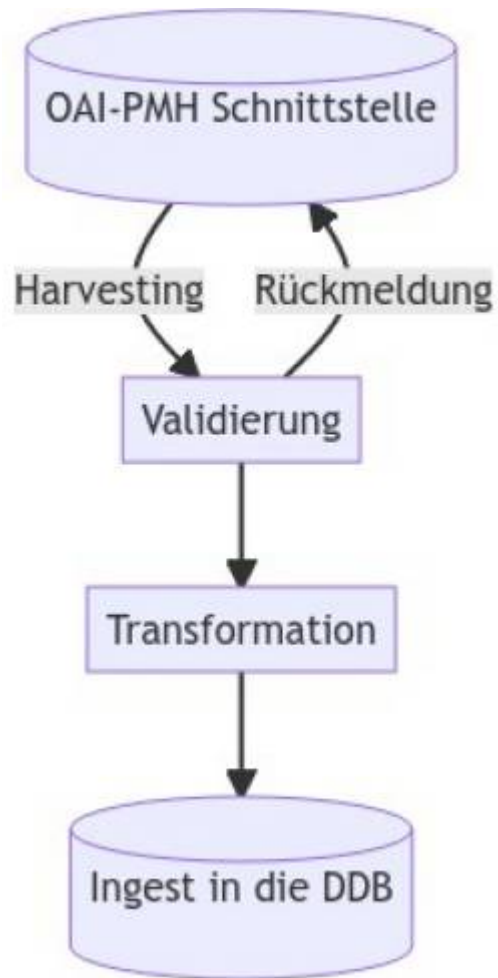 OAI-PMH Schnittstelle
Harvesting
Rückmeldung
Validierung
Transformation
Ingest in die DDB